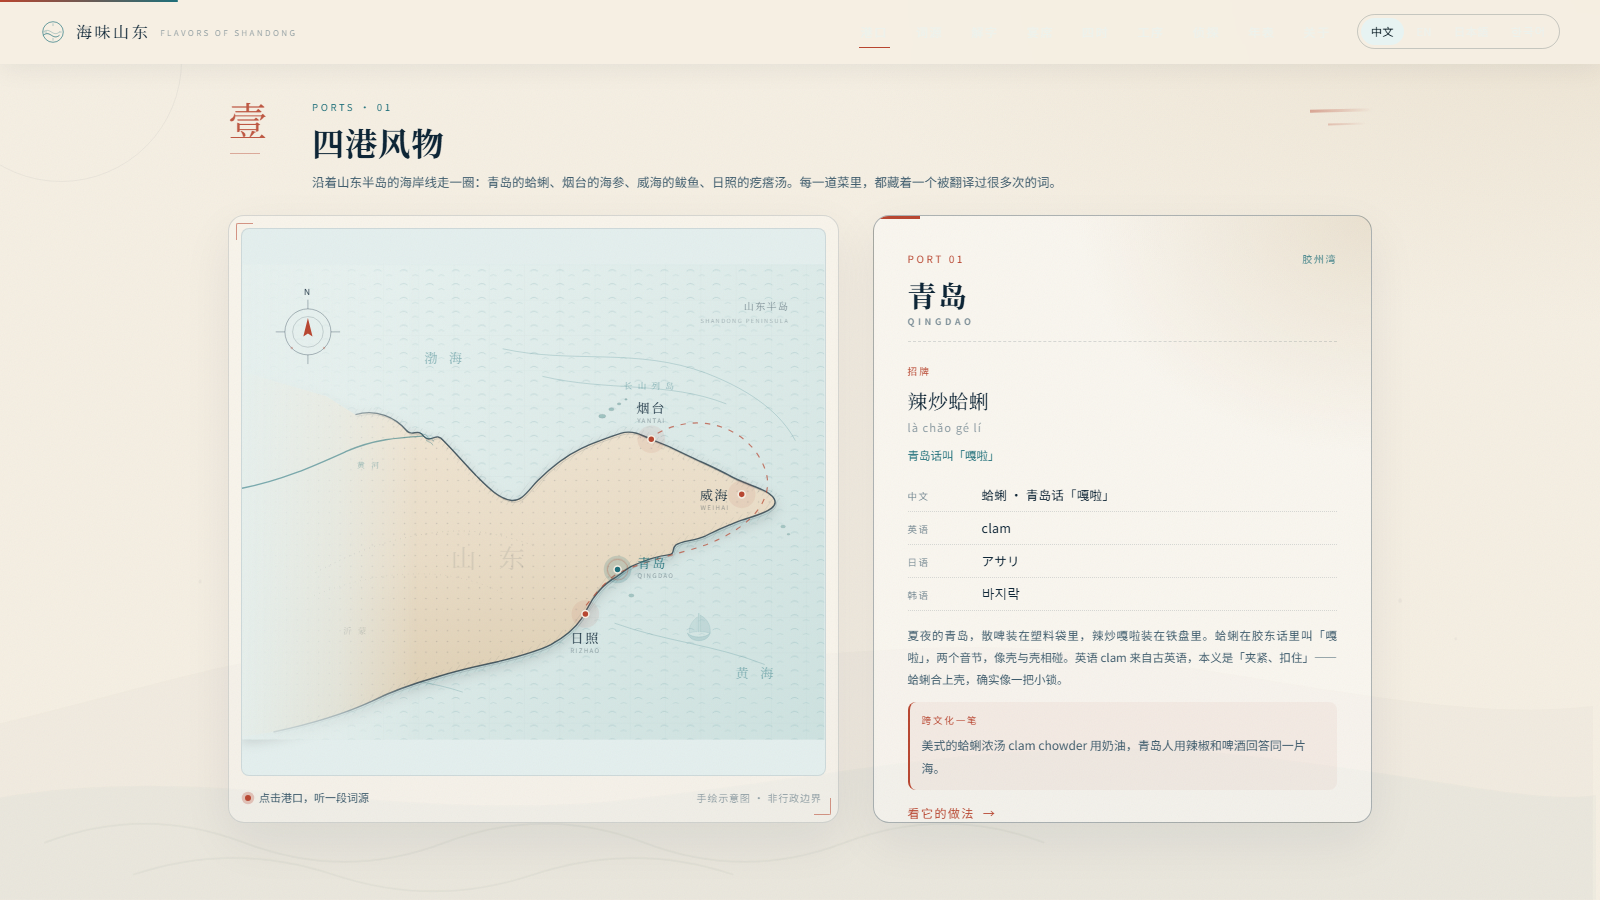 海味山东 FLAVORS OF SHANDONG
中文
壹
PORTS · 01
四港风物
沿着山东半岛的海岸线走一圈：青岛的蛤蜊、烟台的海参、威海的鲅鱼、日照的疙瘩汤。每一道菜里，都藏着一个被翻译过很多次的词。
N
山东半岛
SHANDONG PENINSULA
渤 海
长山列岛
烟台
YANTAI
黄 河
威海
WEIHAI
山 东
青岛
QINGDAO
日照
RIZHAO
黄 海
点击港口，听一段词源
手绘示意图 · 非行政边界
PORT 01
胶州湾
青岛
QINGDAO
招牌
辣炒蛤蜊
là chǎo gé lí
青岛话叫「嘎啦」
中文 蛤蜊 · 青岛话「嘎啦」
英语 clam
日语 アサリ
韩语 바지락
夏夜的青岛，散啤装在塑料袋里，辣炒嘎啦装在铁盘里。蛤蜊在胶东话里叫「嘎
啦」，两个音节，像壳与壳相碰。英语 clam 来自古英语，本义是「夹紧、扣住」——
蛤蜊合上壳，确实像一把小锁。
跨文化一笔
美式的蛤蜊浓汤 clam chowder 用奶油，青岛人用辣椒和啤酒回答同一片
海。
看它的做法 →